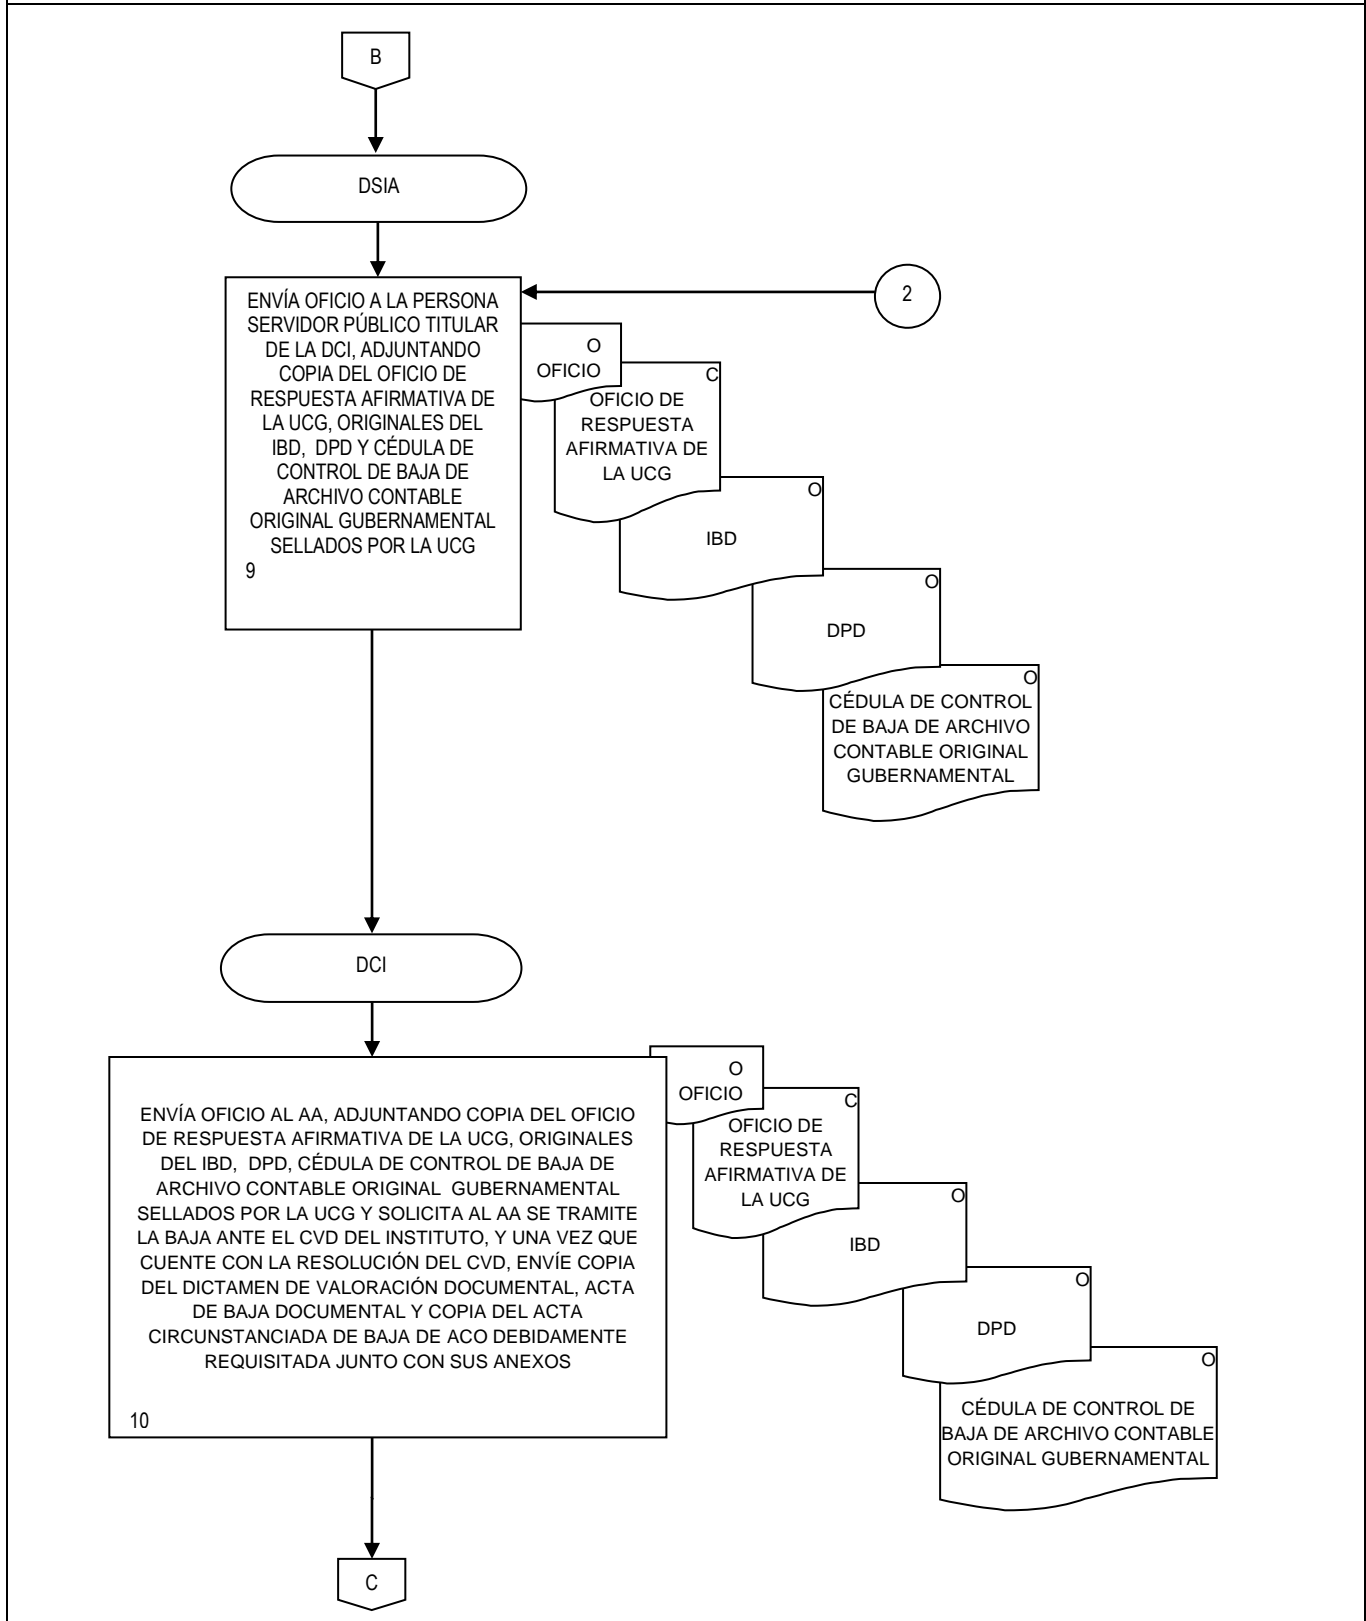 B
DSIA
2
ENVÍA OFICIO A LA PERSONA
SERVIDOR PÚBLICO TITULAR
DE LA DCI, ADJUNTANDO
COPIA DEL OFICIO DE
RESPUESTA AFIRMATIVA DE
LA UCG, ORIGINALES DEL
IBD, DPD Y CÉDULA DE
CONTROL DE BAJA DE
ARCHIVO CONTABLE
ORIGINAL GUBERNAMENTAL
SELLADOS POR LA UCG
9
O
OFICIO
C
OFICIO DE
RESPUESTA
AFIRMATIVA DE
LA UCG
O
IBD
O
DPD
O
CÉDULA DE CONTROL
DE BAJA DE ARCHIVO
CONTABLE ORIGINAL
GUBERNAMENTAL
DCI
ENVÍA OFICIO AL AA, ADJUNTANDO COPIA DEL OFICIO
DE RESPUESTA AFIRMATIVA DE LA UCG, ORIGINALES
DEL IBD, DPD, CÉDULA DE CONTROL DE BAJA DE
ARCHIVO CONTABLE ORIGINAL GUBERNAMENTAL
SELLADOS POR LA UCG Y SOLICITA AL AA SE TRAMITE
LA BAJA ANTE EL CVD DEL INSTITUTO, Y UNA VEZ QUE
CUENTE CON LA RESOLUCIÓN DEL CVD, ENVÍE COPIA
DEL DICTAMEN DE VALORACIÓN DOCUMENTAL, ACTA
DE BAJA DOCUMENTAL Y COPIA DEL ACTA
CIRCUNSTANCIADA DE BAJA DE ACO DEBIDAMENTE
REQUISITADA JUNTO CON SUS ANEXOS
10
O
OFICIO
C
OFICIO DE
RESPUESTA
AFIRMATIVA DE
LA UCG
O
IBD
O
DPD
O
CÉDULA DE CONTROL DE
BAJA DE ARCHIVO CONTABLE
ORIGINAL GUBERNAMENTAL
C